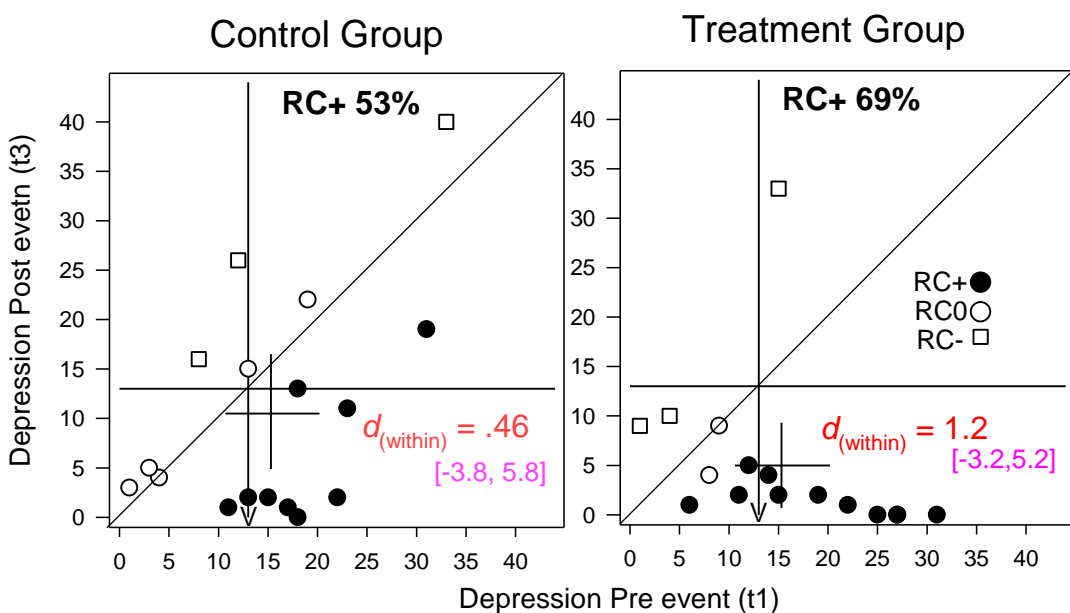 Control Group
Treatment Group
RC+ 53%
RC+ 69%
Depression Post evetn (t3)
40
35
30
25
20
15
10
5
0
40
35
30
25
20
15
10
5
0
RC+
RC0
RC-
d(within) = .46
[-3.8, 5.8]
d(within) = 1.2
[-3.2,5.2]
0 5 10 15 20 25 30 35 40
0 5 10 15 20 25 30 35 40
Depression Pre event (t1)